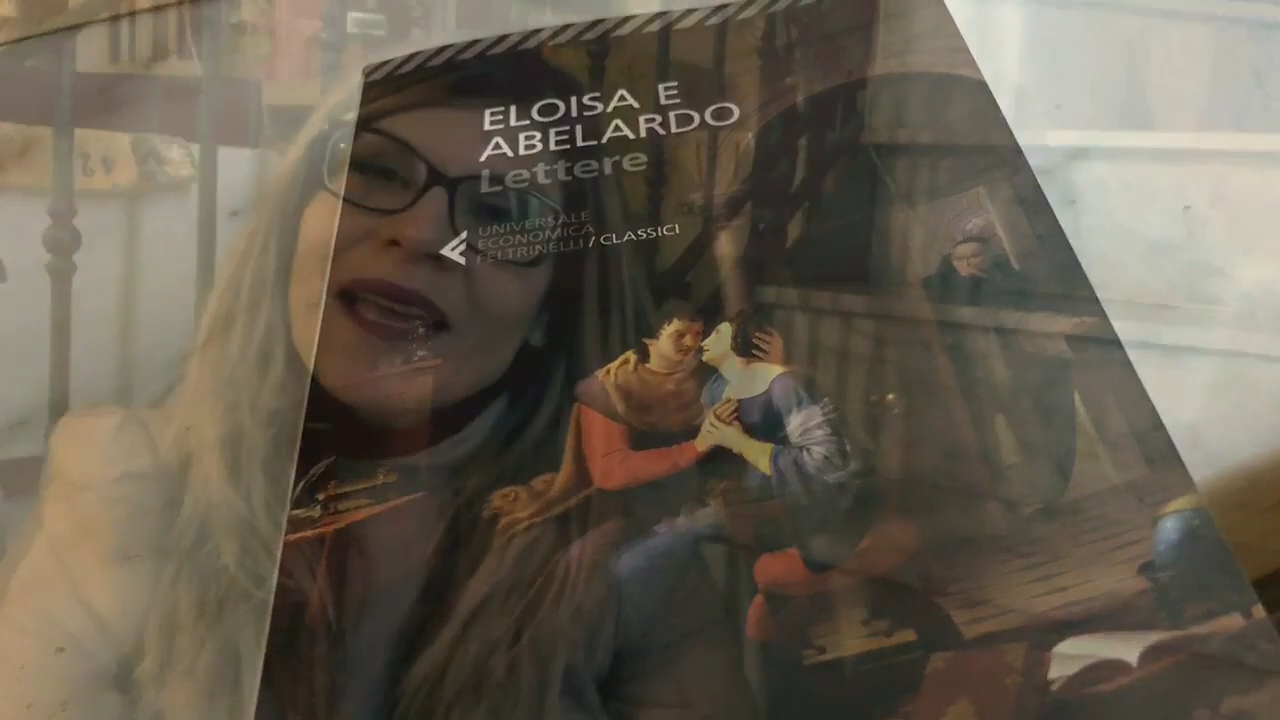 ELOISA E
ABELARDO
Lettere
UNIVERSALE
ECONOMICA
FELTRINELLI / CLASSICI